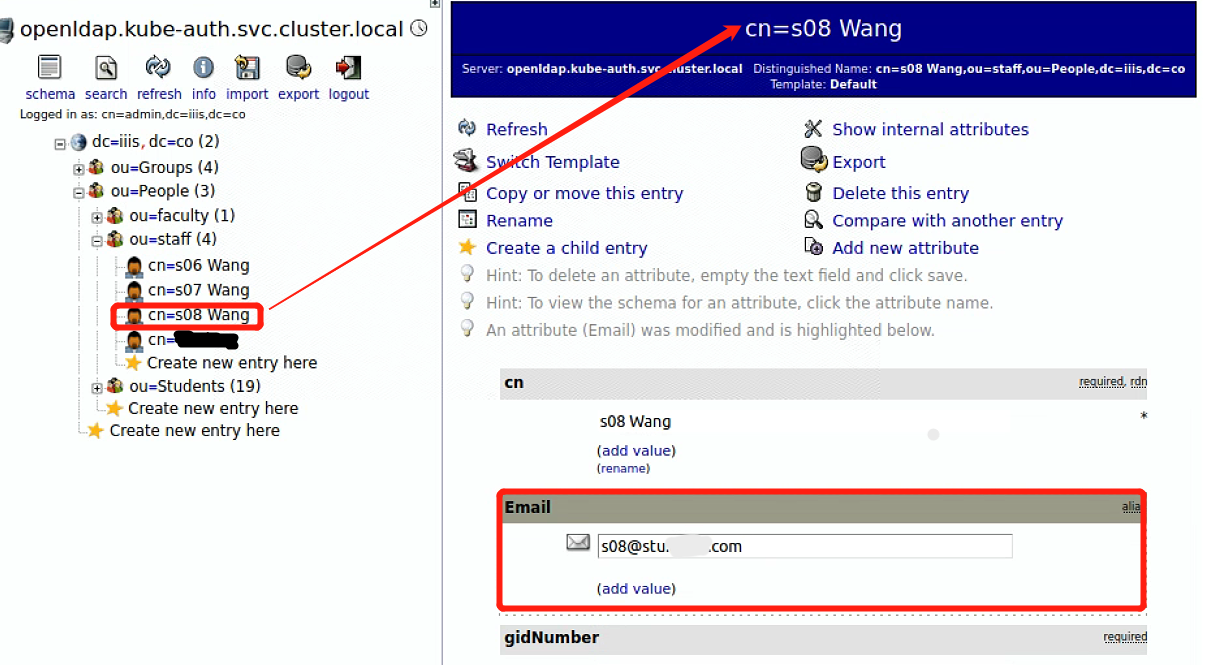 openldap.kube-auth.svc.cluster.local
schema search refresh info import export logout
Logged in as: cn=admin,dc=iiis,dc=co
dc=iiis, dc=co (2)
ou=Groups (4)
ou=People (3)
ou=faculty (1)
ou=staff (4)
cn=s06 Wang
cn=s07 Wang
cn=s08 Wang
cn=
Create new entry here
ou=Students (19)
Create new entry here
Create new entry here
cn=s08 Wang
Server: openldap.kube-auth.svc.cluster.local Distinguished Name: cn=s08 Wang,ou=staff,ou=People,dc=iiis,dc=co
Template: Default
Refresh
Show internal attributes
Switch Template
Export
Copy or move this entry
Delete this entry
Rename
Compare with another entry
Create a child entry
Add new attribute
Hint: To delete an attribute, empty the text field and click save.
Hint: To view the schema for an attribute, click the attribute name.
An attribute (Email) was modified and is highlighted below.
cn required, rdn
s08 Wang *
(add value)
(rename)
Email alia
s08@stu. .com
(add value)
gidNumber required